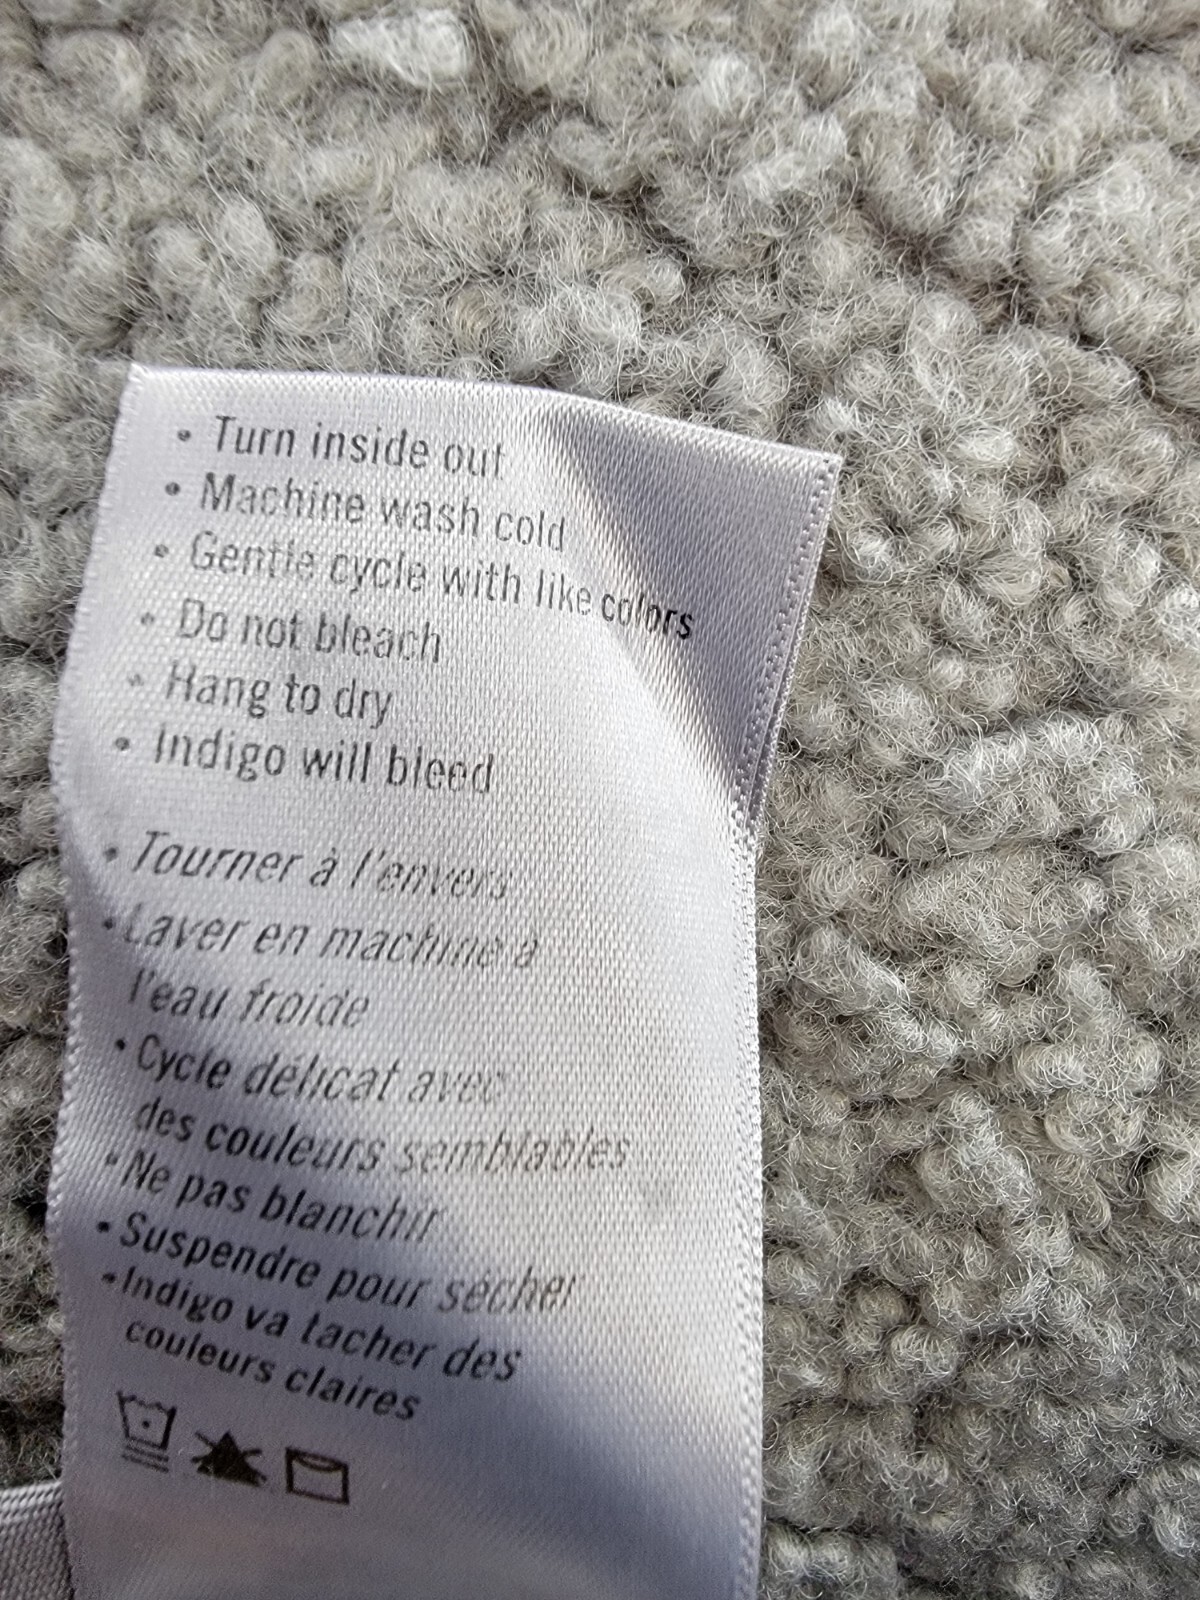 • Turn inside out
• Machine wash cold
• Gentle cycle with like colors
• Do not bleach
• Hang to dry
• Indigo will bleed
• Tourner à l'envers
• Laver en machine à
l'eau froide
• Cycle délicat avec
des couleurs semblables
• Ne pas blanchir
• Suspendre pour sécher
• Indigo va tacher des
couleurs claires